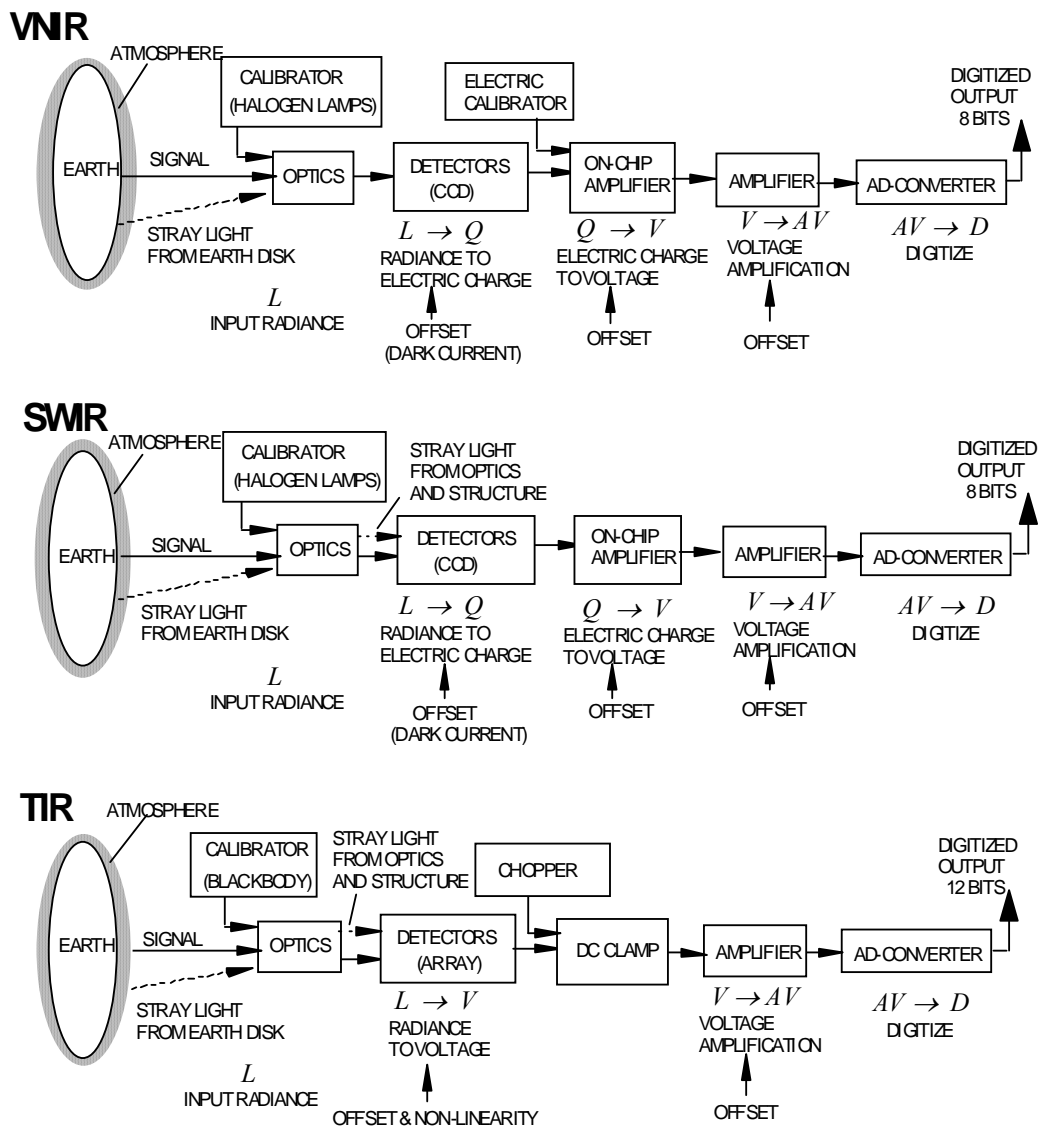 VNIR
ATMOSPHERE
CALIBRATOR
(HALOGEN LAMPS)
ELECTRIC
CALIBRATOR
DIGITIZED
OUTPUT
8 BITS
EARTH
SIGNAL
OPTICS
DETECTORS
(CCD)
ON-CHIP
AMPLIFIER
AMPLIFIER
AD-CONVERTER
STRAY LIGHT
FROM EARTH DISK
L → Q
RADIANCE TO
ELECTRIC CHARGE
Q → V
ELECTRIC CHARGE
TO VOLTAGE
V → AV
VOLTAGE
AMPLIFICATION
AV → D
DIGITIZE
L
INPUT RADIANCE
OFFSET
(DARK CURRENT)
OFFSET
OFFSET
SWIR
ATMOSPHERE
CALIBRATOR
(HALOGEN LAMPS)
STRAY LIGHT
FROM OPTICS
AND STRUCTURE
DIGITIZED
OUTPUT
8 BITS
EARTH
SIGNAL
OPTICS
DETECTORS
(CCD)
ON-CHIP
AMPLIFIER
AMPLIFIER
AD-CONVERTER
STRAY LIGHT
FROM EARTH DISK
L → Q
RADIANCE TO
ELECTRIC CHARGE
Q → V
ELECTRIC CHARGE
TO VOLTAGE
V → AV
VOLTAGE
AMPLIFICATION
AV → D
DIGITIZE
L
INPUT RADIANCE
OFFSET
(DARK CURRENT)
OFFSET
OFFSET
TIR
ATMOSPHERE
CALIBRATOR
(BLACKBODY)
STRAY LIGHT
FROM OPTICS
AND STRUCTURE
CHOPPER
DIGITIZED
OUTPUT
12 BITS
EARTH
SIGNAL
OPTICS
DETECTORS
(ARRAY)
DC CLAMP
AMPLIFIER
AD-CONVERTER
STRAY LIGHT
FROM EARTH DISK
L → V
RADIANCE
TO VOLTAGE
V → AV
VOLTAGE
AMPLIFICATION
AV → D
DIGITIZE
L
INPUT RADIANCE
OFFSET & NON-LINEARITY
OFFSET